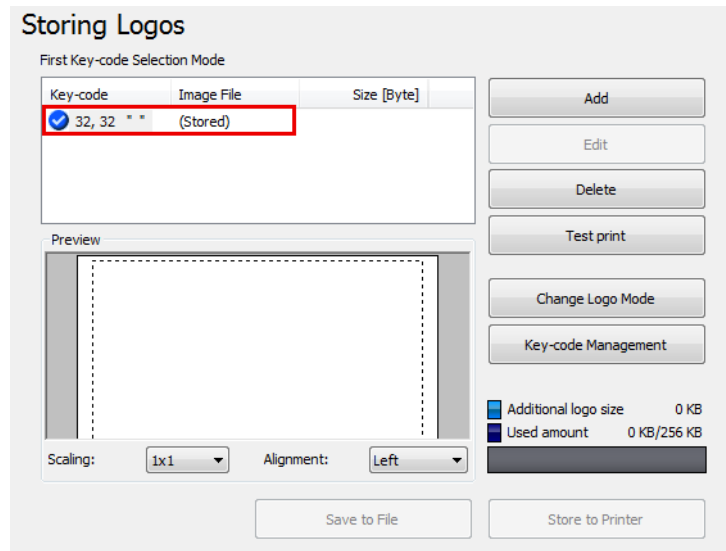 Storing Logos
First Key-code Selection Mode
Key-code Image File Size [Byte]
32, 32 " " (Stored)
Add
Edit
Delete
Test print
Preview
Change Logo Mode
Key-code Management
Additional logo size 0 KB
Used amount 0 KB/256 KB
Scaling: 1x1 Alignment: Left
Save to File Store to Printer